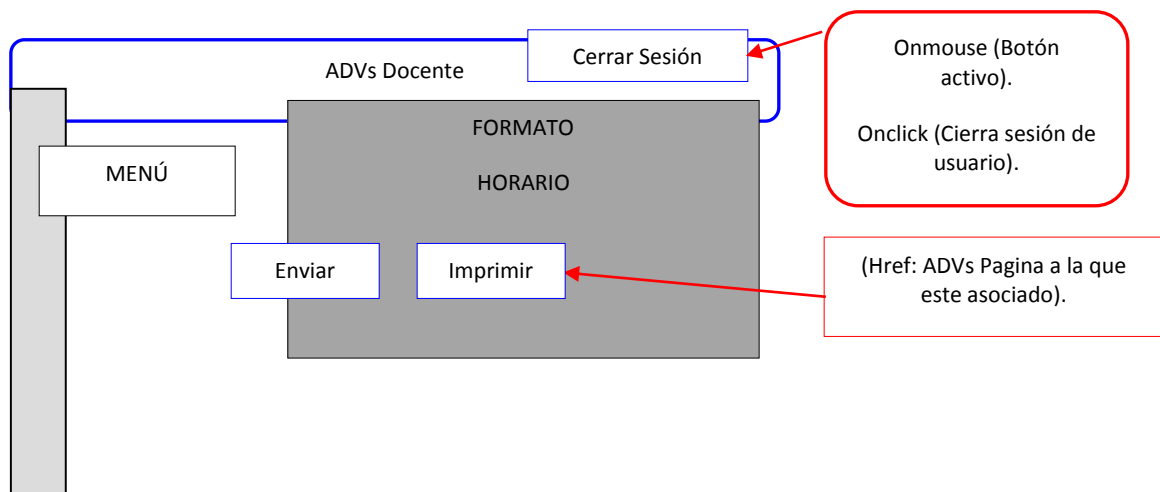 ADVs Docente
Cerrar Sesión
Onmouse (Botón
activo).
Onclick (Cierra sesión de
usuario).
FORMATO
HORARIO
MENÚ
Enviar
Imprimir
(Href: ADVs Pagina a la que
este asociado).